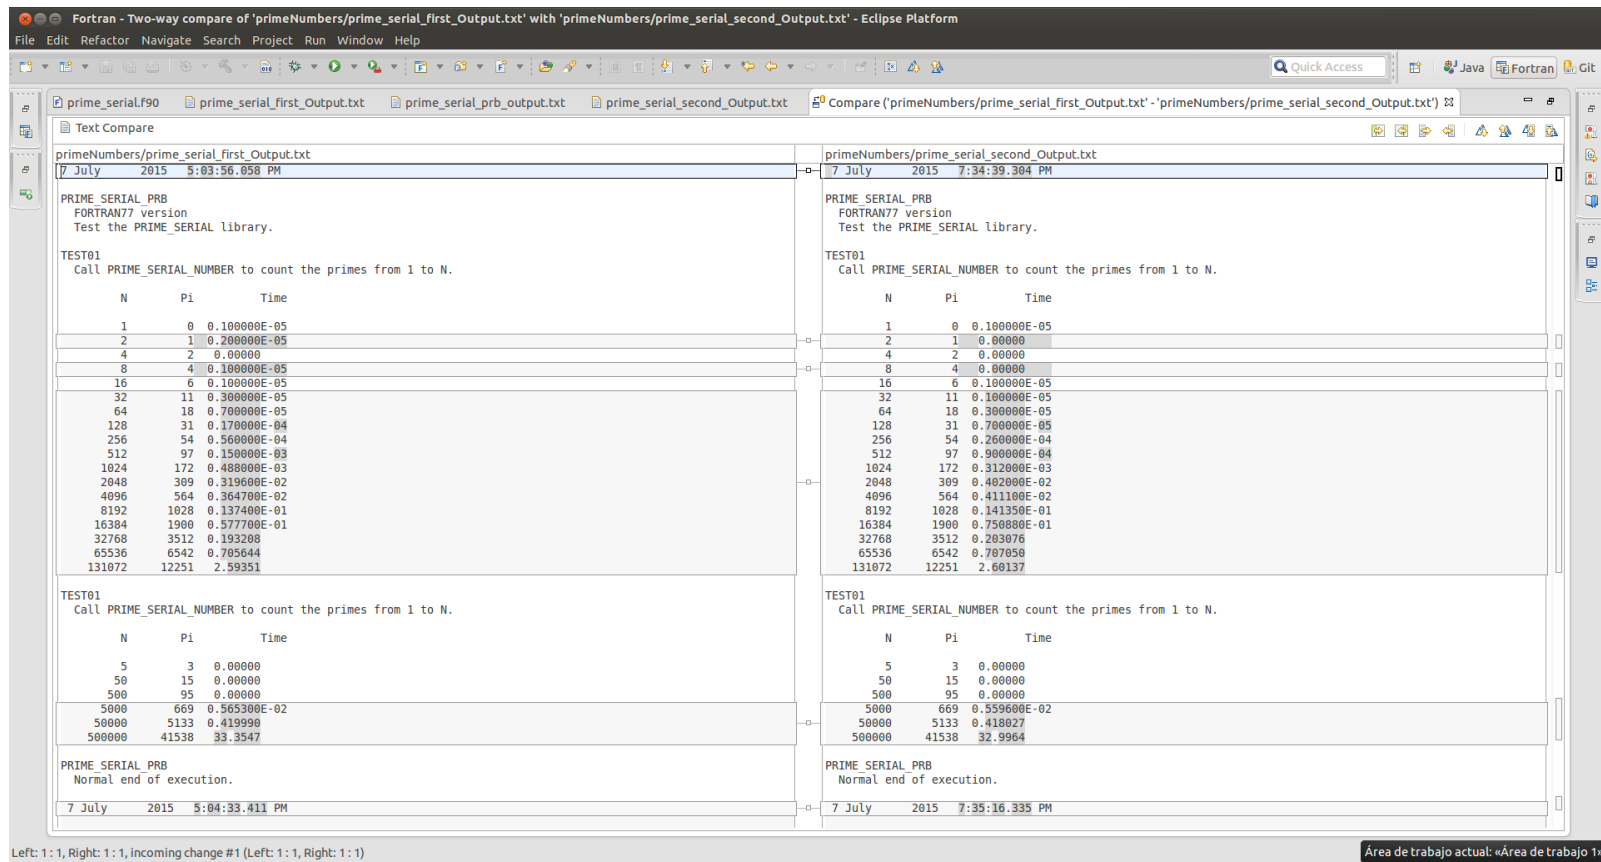 Fortran - Two-way compare of 'primeNumbers/prime_serial_first_Output.txt' with 'primeNumbers/prime_serial_second_Output.txt' - Eclipse Platform
File Edit Refactor Navigate Search Project Run Window Help
Quick Access Java Fortran Git
prime_serial.f90 prime_serial_first_Output.txt prime_serial_prb_output.txt prime_serial_second_Output.txt Compare ('primeNumbers/prime_serial_first_Output.txt' - 'primeNumbers/prime_serial_second_Output.txt')
Text Compare
primeNumbers/prime_serial_first_Output.txt
7 July 2015 5:03:56.058 PM
PRIME_SERIAL_PRB
FORTRAN77 version
Test the PRIME_SERIAL library.
TEST01
Call PRIME_SERIAL_NUMBER to count the primes from 1 to N.
N Pi Time
1 0 0.100000E-05
2 1 0.200000E-05
4 2 0.00000
8 4 0.100000E-05
16 6 0.100000E-05
32 11 0.300000E-05
64 18 0.700000E-05
128 31 0.170000E-04
256 54 0.560000E-04
512 97 0.150000E-03
1024 172 0.488000E-03
2048 309 0.319600E-02
4096 564 0.364700E-02
8192 1028 0.137400E-01
16384 1900 0.577700E-01
32768 3512 0.193208
65536 6542 0.705644
131072 12251 2.59351
TEST01
Call PRIME_SERIAL_NUMBER to count the primes from 1 to N.
N Pi Time
5 3 0.00000
50 15 0.00000
500 95 0.00000
5000 669 0.565300E-02
50000 5133 0.419990
500000 41538 33.3547
PRIME_SERIAL_PRB
Normal end of execution.
7 July 2015 5:04:33.411 PM
primeNumbers/prime_serial_second_Output.txt
7 July 2015 7:34:39.304 PM
PRIME_SERIAL_PRB
FORTRAN77 version
Test the PRIME_SERIAL library.
TEST01
Call PRIME_SERIAL_NUMBER to count the primes from 1 to N.
N Pi Time
1 0 0.100000E-05
2 1 0.00000
4 2 0.00000
8 4 0.00000
16 6 0.100000E-05
32 11 0.100000E-05
64 18 0.300000E-05
128 31 0.700000E-05
256 54 0.260000E-04
512 97 0.900000E-04
1024 172 0.312000E-03
2048 309 0.402000E-02
4096 564 0.411100E-02
8192 1028 0.141350E-01
16384 1900 0.750880E-01
32768 3512 0.203076
65536 6542 0.707050
131072 12251 2.60137
TEST01
Call PRIME_SERIAL_NUMBER to count the primes from 1 to N.
N Pi Time
5 3 0.00000
50 15 0.00000
500 95 0.00000
5000 669 0.559600E-02
50000 5133 0.418027
500000 41538 32.9964
PRIME_SERIAL_PRB
Normal end of execution.
7 July 2015 7:35:16.335 PM
Left: 1 : 1, Right: 1 : 1, incoming change #1 (Left: 1 : 1, Right: 1 : 1)
Área de trabajo actual: «Área de trabajo 1»